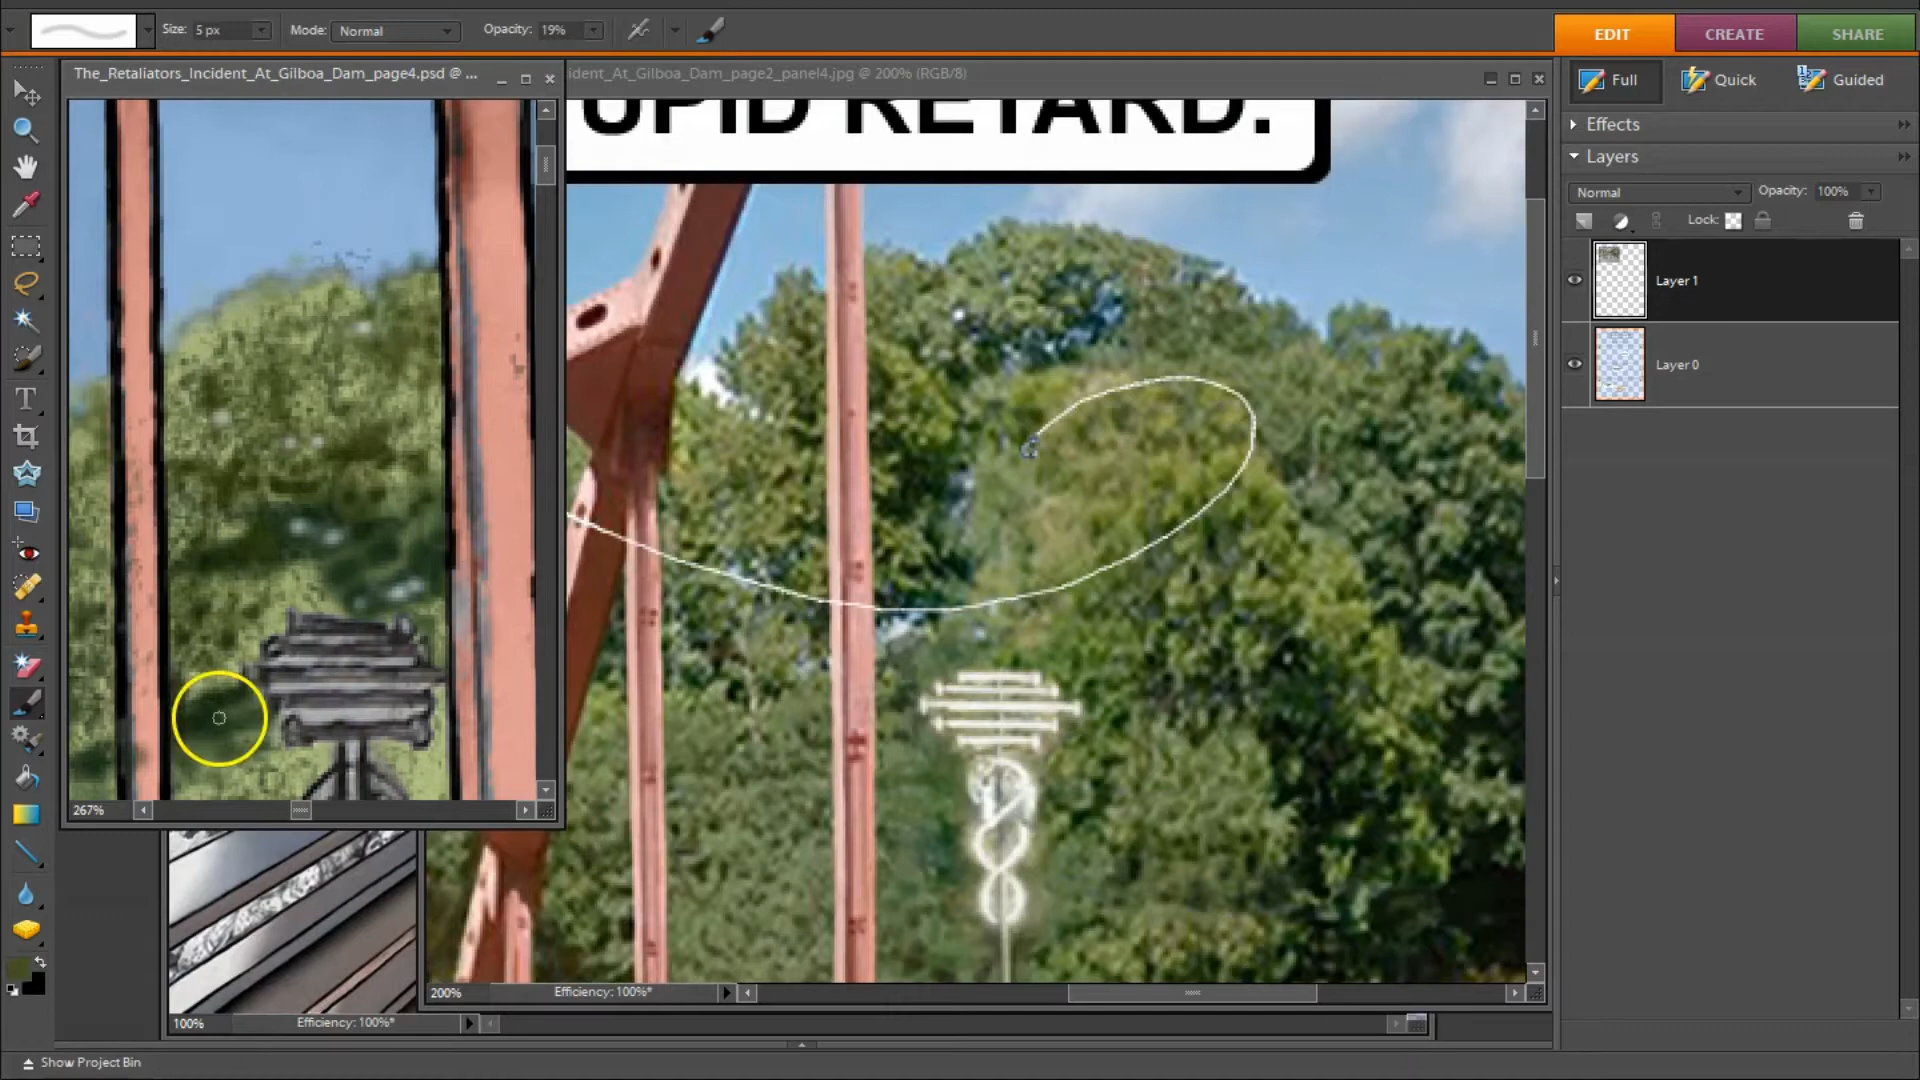 Size: 5 px Mode: Normal Opacity: 19%
EDIT CREATE SHARE
The_Retaliators_Incident_At_Gilboa_Dam_page4.psd @ ...
ident_At_Gilboa_Dam_page2_panel4.jpg @ 200% (RGB/8)
Full Quick Guided
UPID RETARD.
Effects
Layers
Normal Opacity: 100%
Lock:
Layer 1
Layer 0
267%
200% Efficiency: 100%*
100% Efficiency: 100%*
Show Project Bin